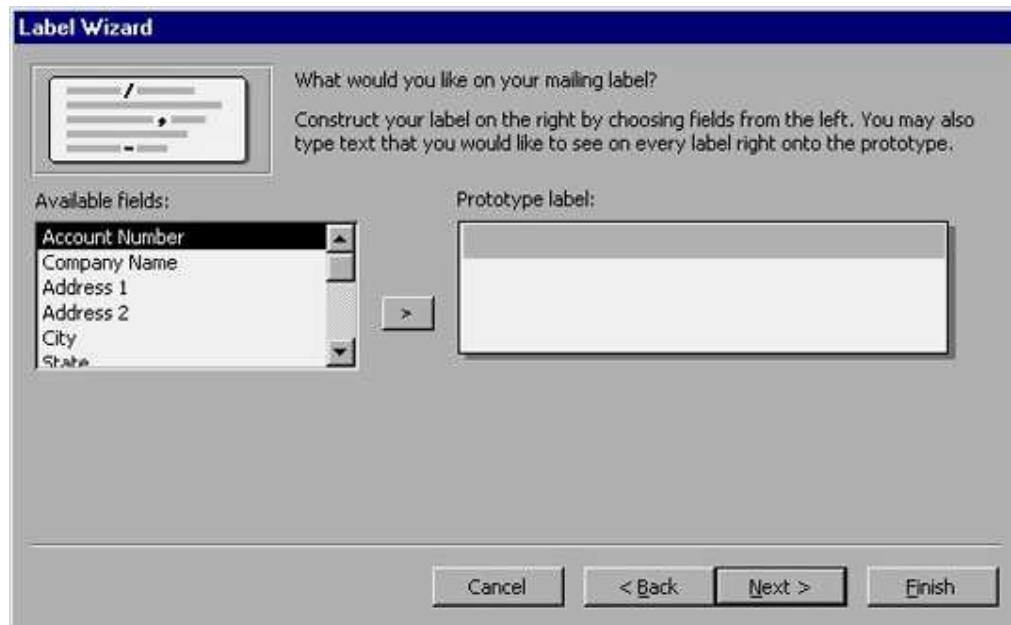 Label Wizard
What would you like on your mailing label?
Construct your label on the right by choosing fields from the left. You may also
type text that you would like to see on every label right onto the prototype.
Available fields:
Prototype label:
Account Number
Company Name
Address 1
Address 2
City
State
>
Cancel
< Back
Next >
Finish